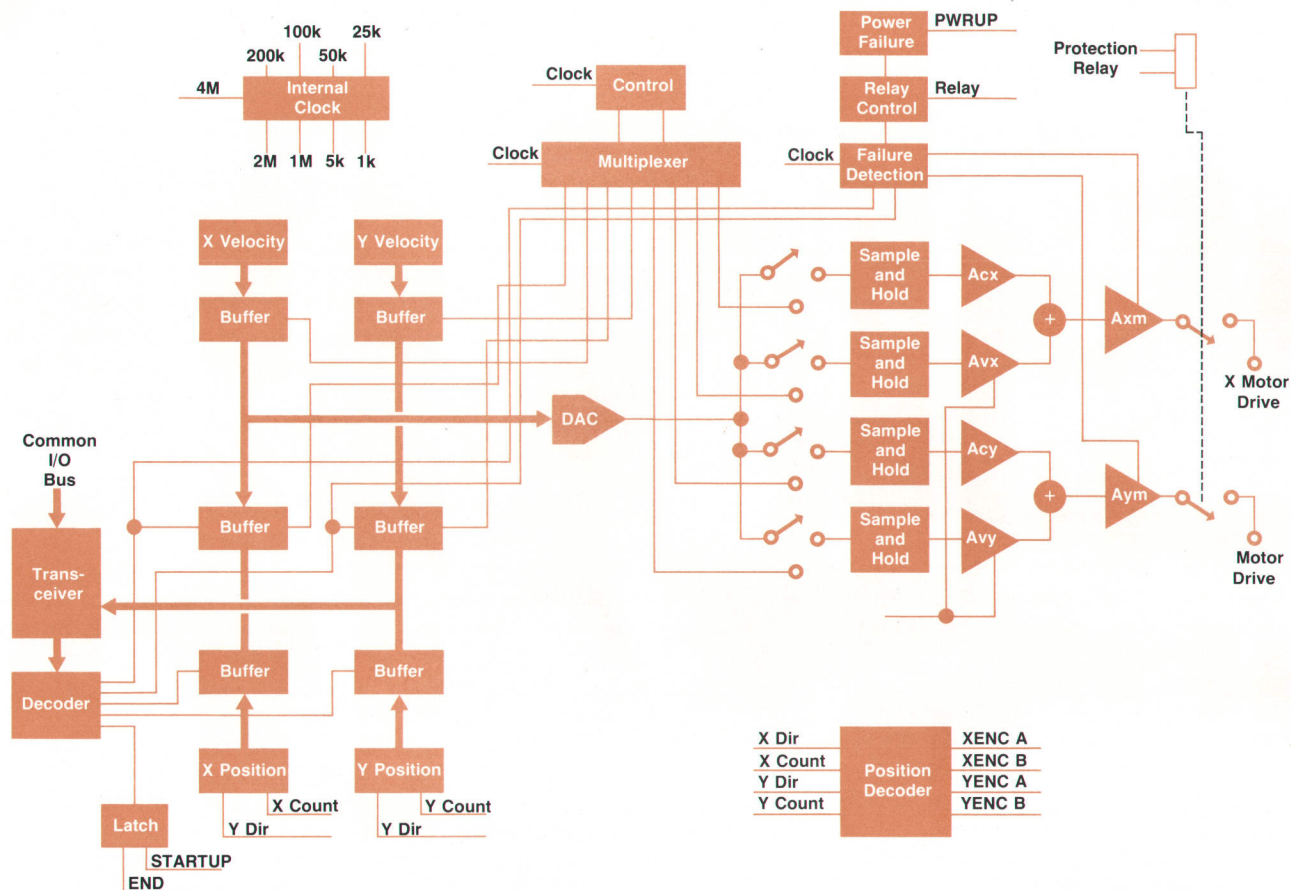 100k 25k
200k 50k
4M
Internal
Clock
2M 1M 5k 1k
Clock
Control
Clock
Multiplexer
Power
Failure
PWRUP
Relay
Control
Relay
Clock
Failure
Detection
Protection
Relay
X Velocity
Y Velocity
Buffer
Buffer
Sample
and
Hold
Acx
Sample
and
Hold
Avx
+
Axm
X Motor
Drive
DAC
Sample
and
Hold
Acy
Sample
and
Hold
Avy
+
Aym
Motor
Drive
Common
I/O
Bus
Trans-
ceiver
Buffer
Buffer
Decoder
Buffer
Buffer
X Position
Y Position
X Count
Y Dir
Y Count
Y Dir
Latch
STARTUP
END
X Dir
X Count
Y Dir
Y Count
Position
Decoder
XENC A
XENC B
YENC A
YENC B